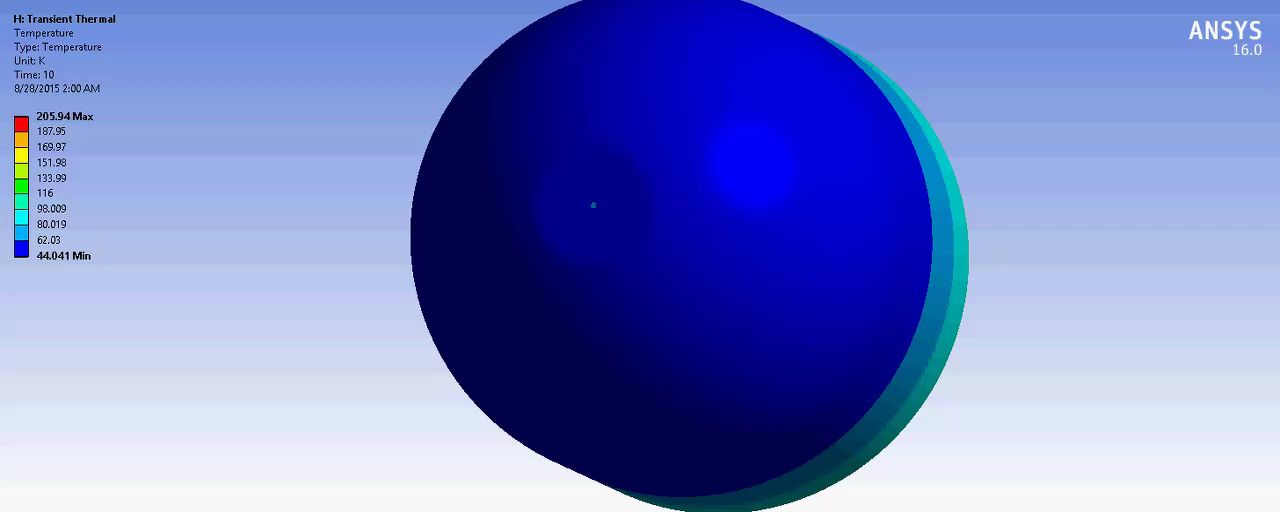 H: Transient Thermal
Temperature
Type: Temperature
Unit: K
Time: 10
8/28/2015 2:00 AM
205.94 Max
187.95
169.97
151.98
133.99
116
98.009
80.019
62.03
44.041 Min
ANSYS
16.0